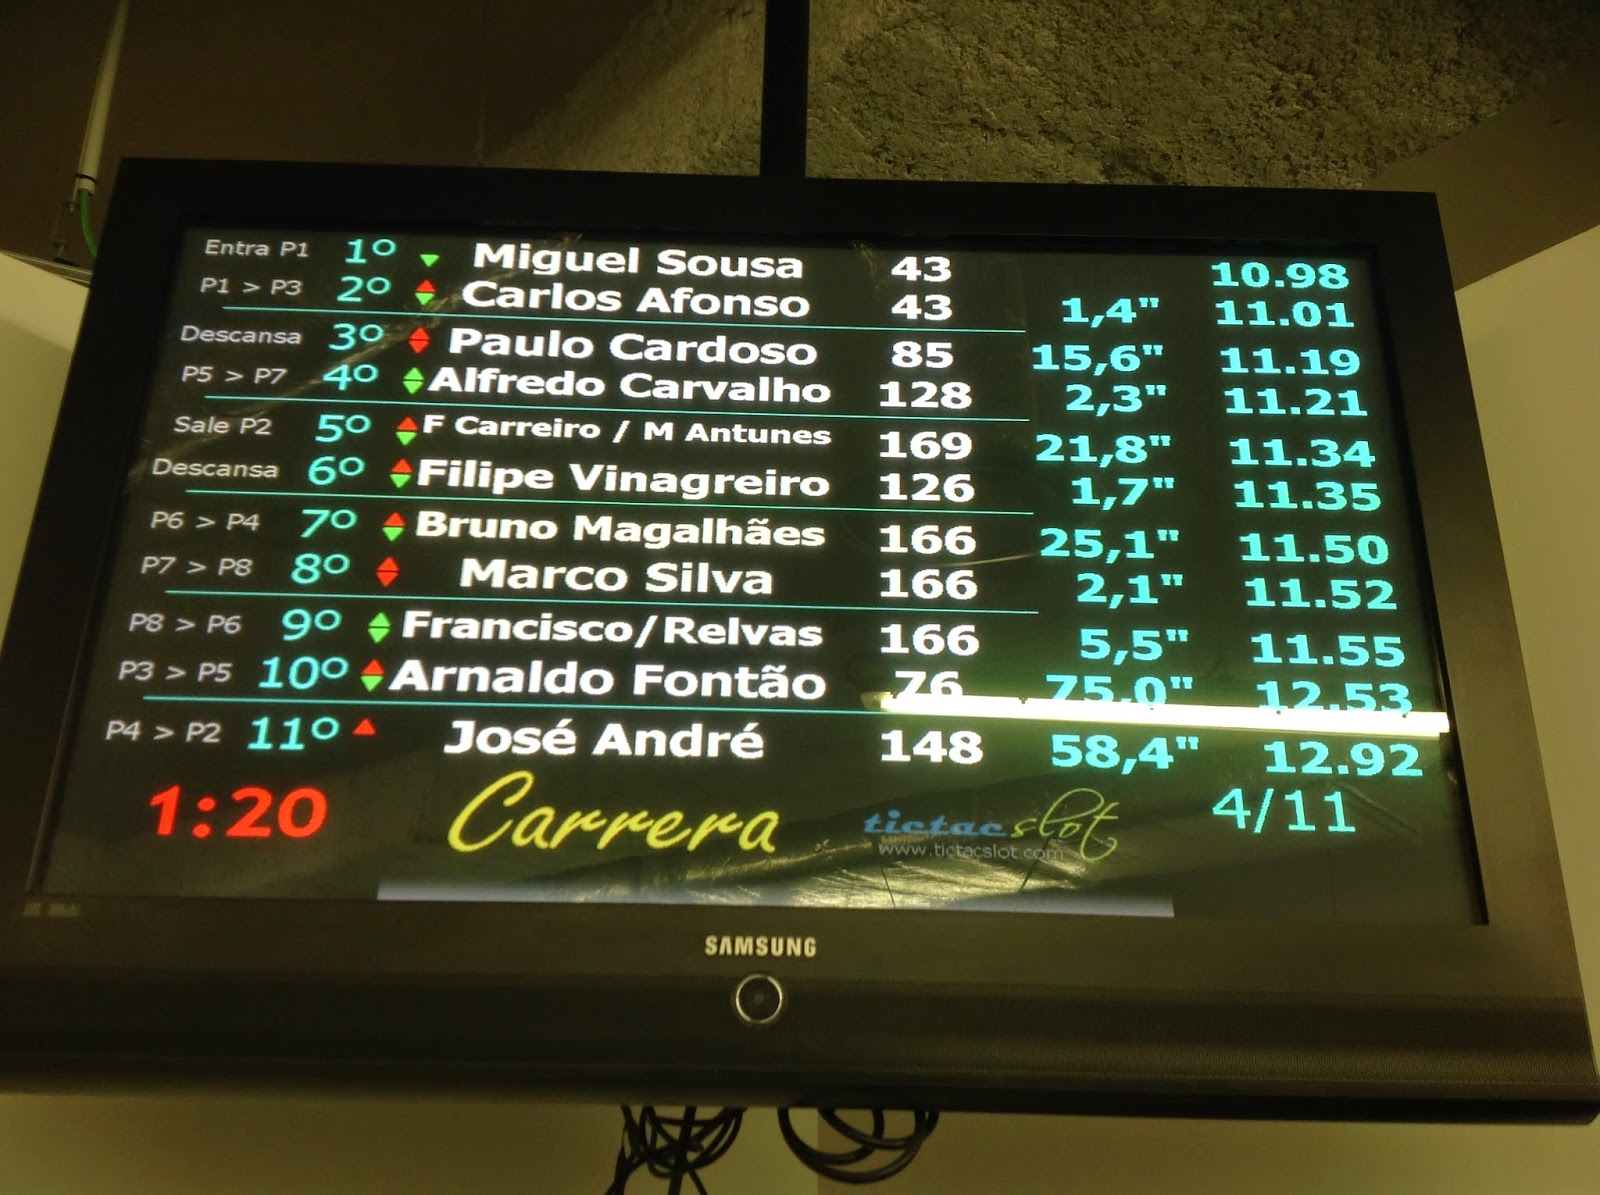 Entra P1 1º Miguel Sousa 43 10.98
P1 > P3 2º Carlos Afonso 43 1,4" 11.01
Descansa 3º Paulo Cardoso 85 15,6" 11.19
P5 > P7 4º Alfredo Carvalho 128 2,3" 11.21
Sale P2 5º F Carreiro / M Antunes 169 21,8" 11.34
Descansa 6º Filipe Vinagreiro 126 1,7" 11.35
P6 > P4 7º Bruno Magalhães 166 25,1" 11.50
P7 > P8 8º Marco Silva 166 2,1" 11.52
P8 > P6 9º Francisco/Relvas 166 5,5" 11.55
P3 > P5 10º Arnaldo Fontão 76 75,0" 12.53
P4 > P2 11º José André 148 58,4" 12.92
1:20 Carrera tictacslot 4/11
www.tictacslot.com
SAMSUNG